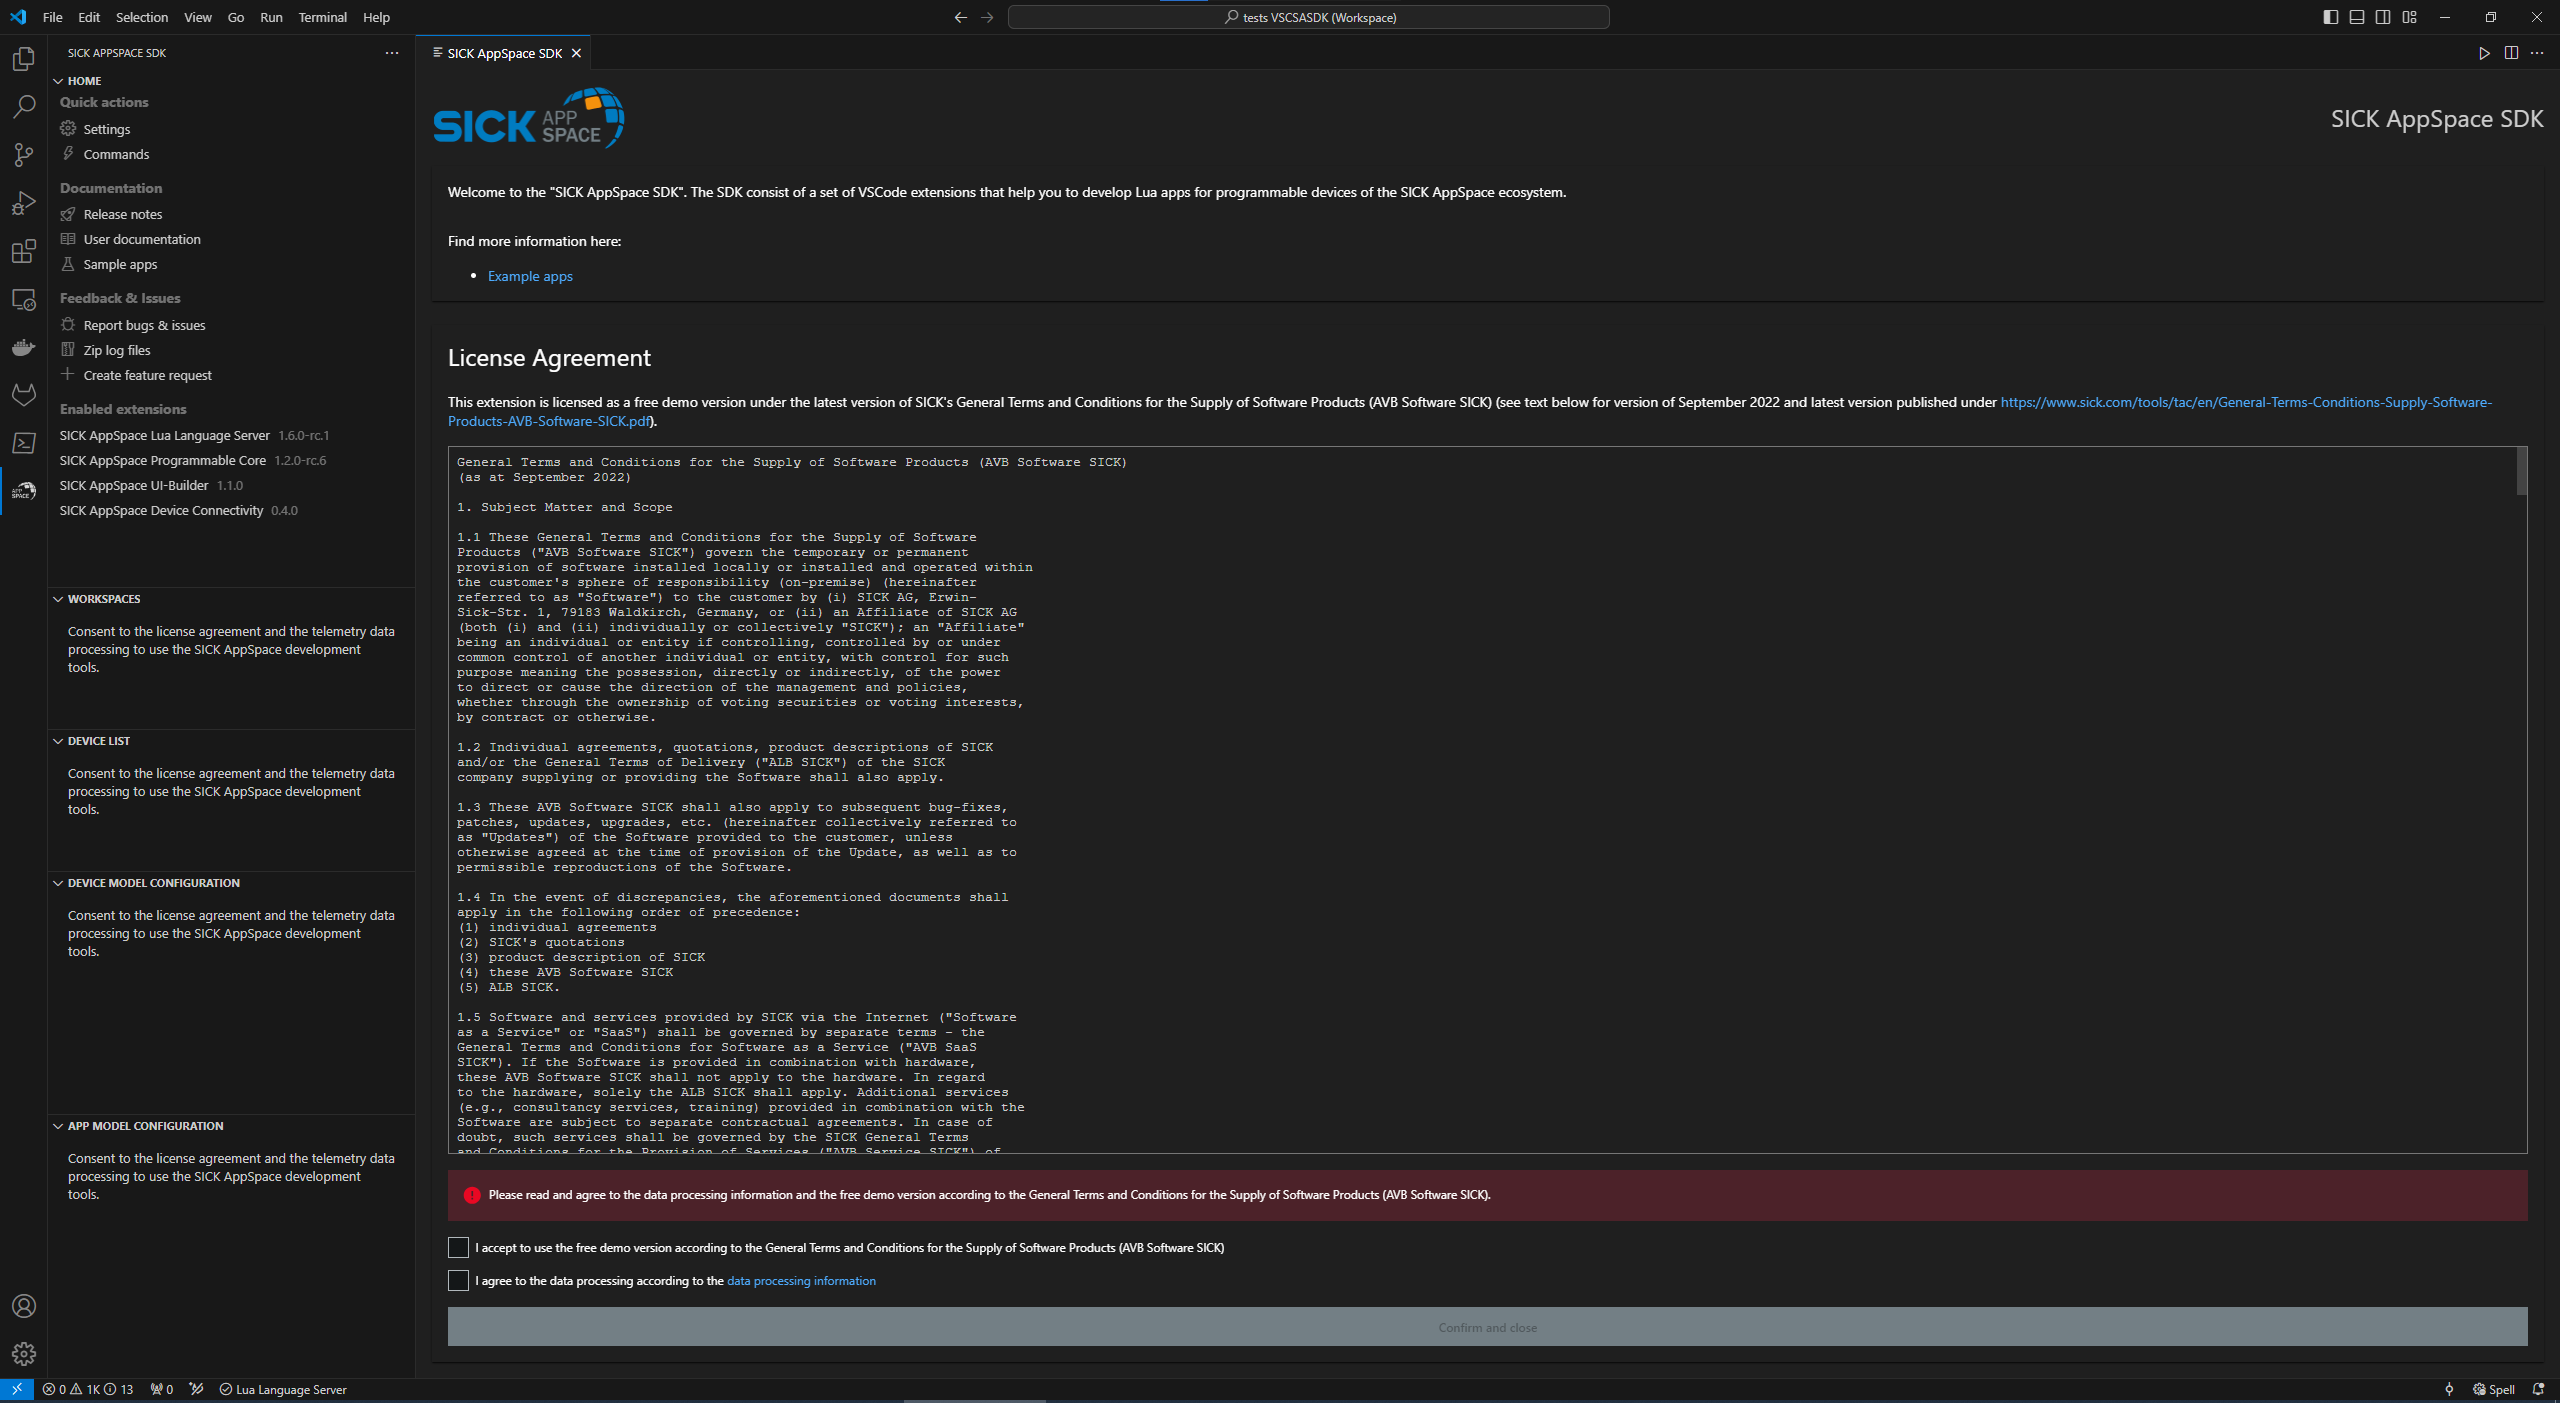 File Edit Selection View Go Run Terminal Help
tests VSCSASDK (Workspace)
SICK APPSPACE SDK
HOME
Quick actions
Settings
Commands
Documentation
Release notes
User documentation
Sample apps
Feedback & Issues
Report bugs & issues
Zip log files
Create feature request
Enabled extensions
SICK AppSpace Lua Language Server 1.6.0-rc.1
SICK AppSpace Programmable Core 1.2.0-rc.6
SICK AppSpace UI-Builder 1.1.0
SICK AppSpace Device Connectivity 0.4.0
WORKSPACES
Consent to the license agreement and the telemetry data
processing to use the SICK AppSpace development
tools.
DEVICE LIST
Consent to the license agreement and the telemetry data
processing to use the SICK AppSpace development
tools.
DEVICE MODEL CONFIGURATION
Consent to the license agreement and the telemetry data
processing to use the SICK AppSpace development
tools.
APP MODEL CONFIGURATION
Consent to the license agreement and the telemetry data
processing to use the SICK AppSpace development
tools.
APP
SPACE
SICK AppSpace SDK
SICK APP
SPACE
SICK AppSpace SDK
Welcome to the "SICK AppSpace SDK". The SDK consist of a set of VSCode extensions that help you to develop Lua apps for programmable devices of the SICK AppSpace ecosystem.
Find more information here:
• Example apps
License Agreement
This extension is licensed as a free demo version under the latest version of SICK's General Terms and Conditions for the Supply of Software Products (AVB Software SICK) (see text below for version of September 2022 and latest version published under https://www.sick.com/tools/tac/en/General-Terms-Conditions-Supply-Software-
Products-AVB-Software-SICK.pdf).
General Terms and Conditions for the Supply of Software Products (AVB Software SICK)
(as at September 2022)
1. Subject Matter and Scope
1.1 These General Terms and Conditions for the Supply of Software
Products ("AVB Software SICK") govern the temporary or permanent
provision of software installed locally or installed and operated within
the customer's sphere of responsibility (on-premise) (hereinafter
referred to as "Software") to the customer by (i) SICK AG, Erwin-
Sick-Str. 1, 79183 Waldkirch, Germany, or (ii) an Affiliate of SICK AG
(both (i) and (ii) individually or collectively "SICK"); an "Affiliate"
being an individual or entity if controlling, controlled by or under
common control of another individual or entity, with control for such
purpose meaning the possession, directly or indirectly, of the power
to direct or cause the direction of the management and policies,
whether through the ownership of voting securities or voting interests,
by contract or otherwise.
1.2 Individual agreements, quotations, product descriptions of SICK
and/or the General Terms of Delivery ("ALB SICK") of the SICK
company supplying or providing the Software shall also apply.
1.3 These AVB Software SICK shall also apply to subsequent bug-fixes,
patches, updates, upgrades, etc. (hereinafter collectively referred to
as "Updates") of the Software provided to the customer, unless
otherwise agreed at the time of provision of the Update, as well as to
permissible reproductions of the Software.
1.4 In the event of discrepancies, the aforementioned documents shall
apply in the following order of precedence:
(1) individual agreements
(2) SICK's quotations
(3) product description of SICK
(4) these AVB Software SICK
(5) ALB SICK.
1.5 Software and services provided by SICK via the Internet ("Software
as a Service" or "SaaS") shall be governed by separate terms - the
General Terms and Conditions for Software as a Service ("AVB SaaS
SICK"). If the Software is provided in combination with hardware,
these AVB Software SICK shall not apply to the hardware. In regard
to the hardware, solely the ALB SICK shall apply. Additional services
(e.g., consultancy services, training) provided in combination with the
Software are subject to separate contractual agreements. In case of
doubt, such services shall be governed by the SICK General Terms
and Conditions for the Provision of Services ("AVB Service SICK") of
Please read and agree to the data processing information and the free demo version according to the General Terms and Conditions for the Supply of Software Products (AVB Software SICK).
I accept to use the free demo version according to the General Terms and Conditions for the Supply of Software Products (AVB Software SICK)
I agree to the data processing according to the data processing information
Confirm and close
0 1K 13 0 Lua Language Server
Spell